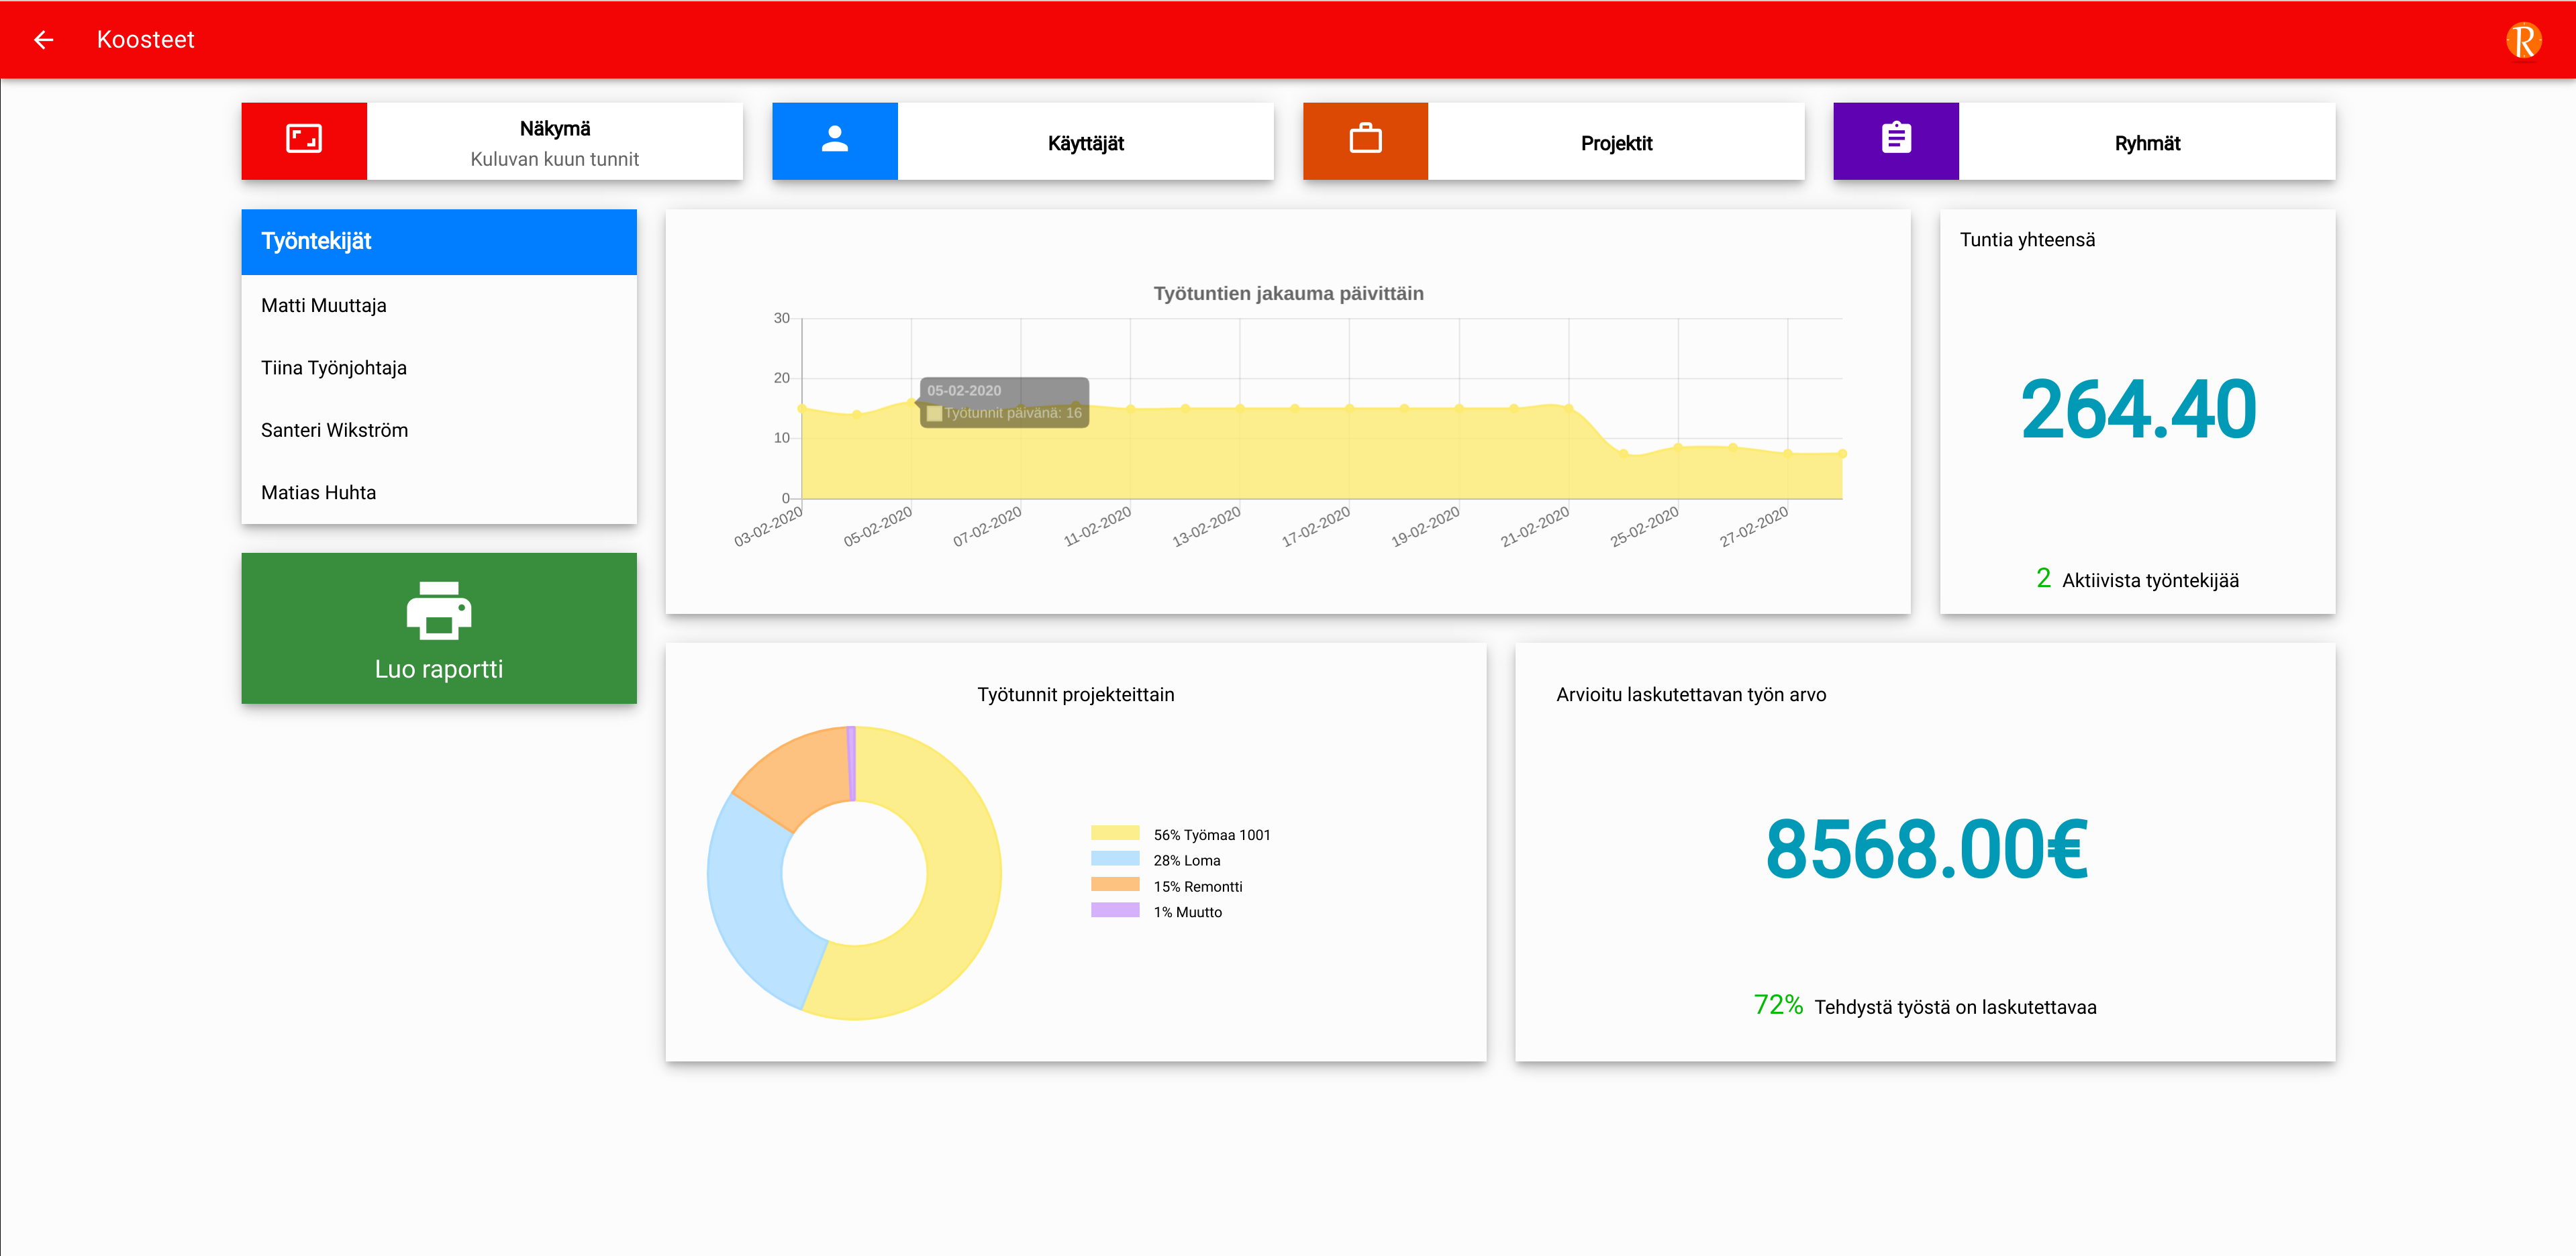 Koosteet
R
Näkymä
Kuluvan kuun tunnit
Käyttäjät
Projektit
Ryhmät
Työntekijät
Matti Muuttaja
Tiina Työnjohtaja
Santeri Wikström
Matias Huhta
Luo raportti
Työtuntien jakauma päivittäin
30
20
10
0
05-02-2020
Työtunnit päivänä: 16
03-02-2020
05-02-2020
07-02-2020
11-02-2020
13-02-2020
17-02-2020
19-02-2020
21-02-2020
25-02-2020
27-02-2020
Tuntia yhteensä
264.40
2 Aktiivista työntekijää
Työtunnit projekteittain
56% Työmaa 1001
28% Loma
15% Remontti
1% Muutto
Arvioitu laskutettavan työn arvo
8568.00€
72% Tehdystä työstä on laskutettavaa